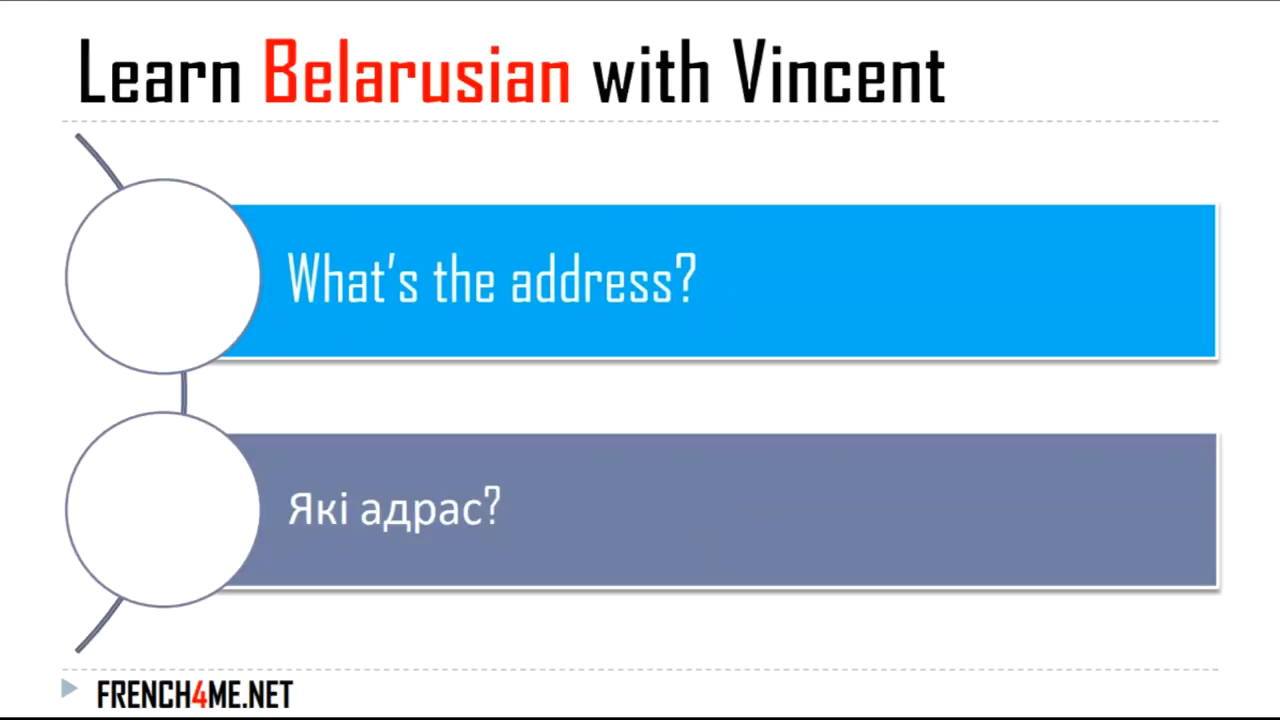 Learn Belarusian with Vincent
What's the address?
Які адрас?
FRENCH4ME.NET